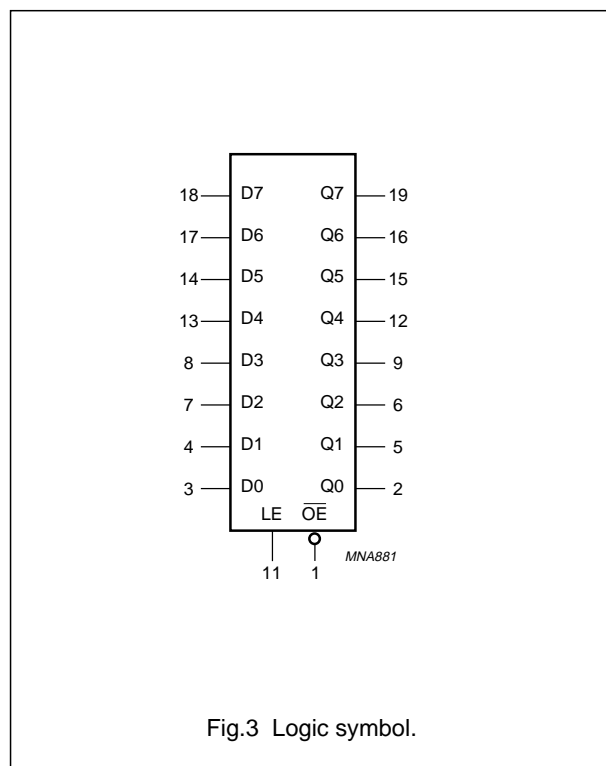 18 D7 Q7 19
17 D6 Q6 16
14 D5 Q5 15
13 D4 Q4 12
8 D3 Q3 9
7 D2 Q2 6
4 D1 Q1 5
3 D0 Q0 2
LE O̅E̅
MNA881
11 1
Fig.3 Logic symbol.